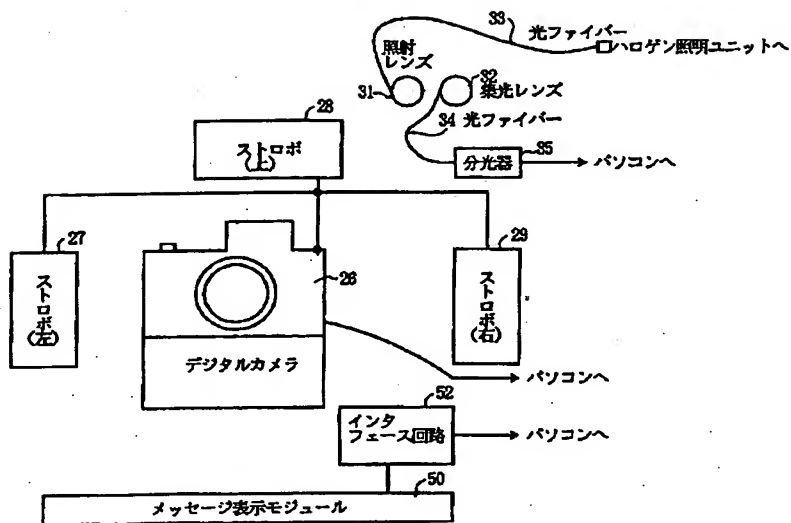 33
光ファイバー
ハロゲン照明ユニットへ
照射
レンズ
31
32
集光レンズ
34 光ファイバー
28
ストロボ
(上)
35
分光器
パソコンへ
27
ストロボ
(左)
26
デジタルカメラ
29
ストロボ
(右)
パソコンへ
52
インタ
フェース回路
パソコンへ
50
メッセージ表示モジュール